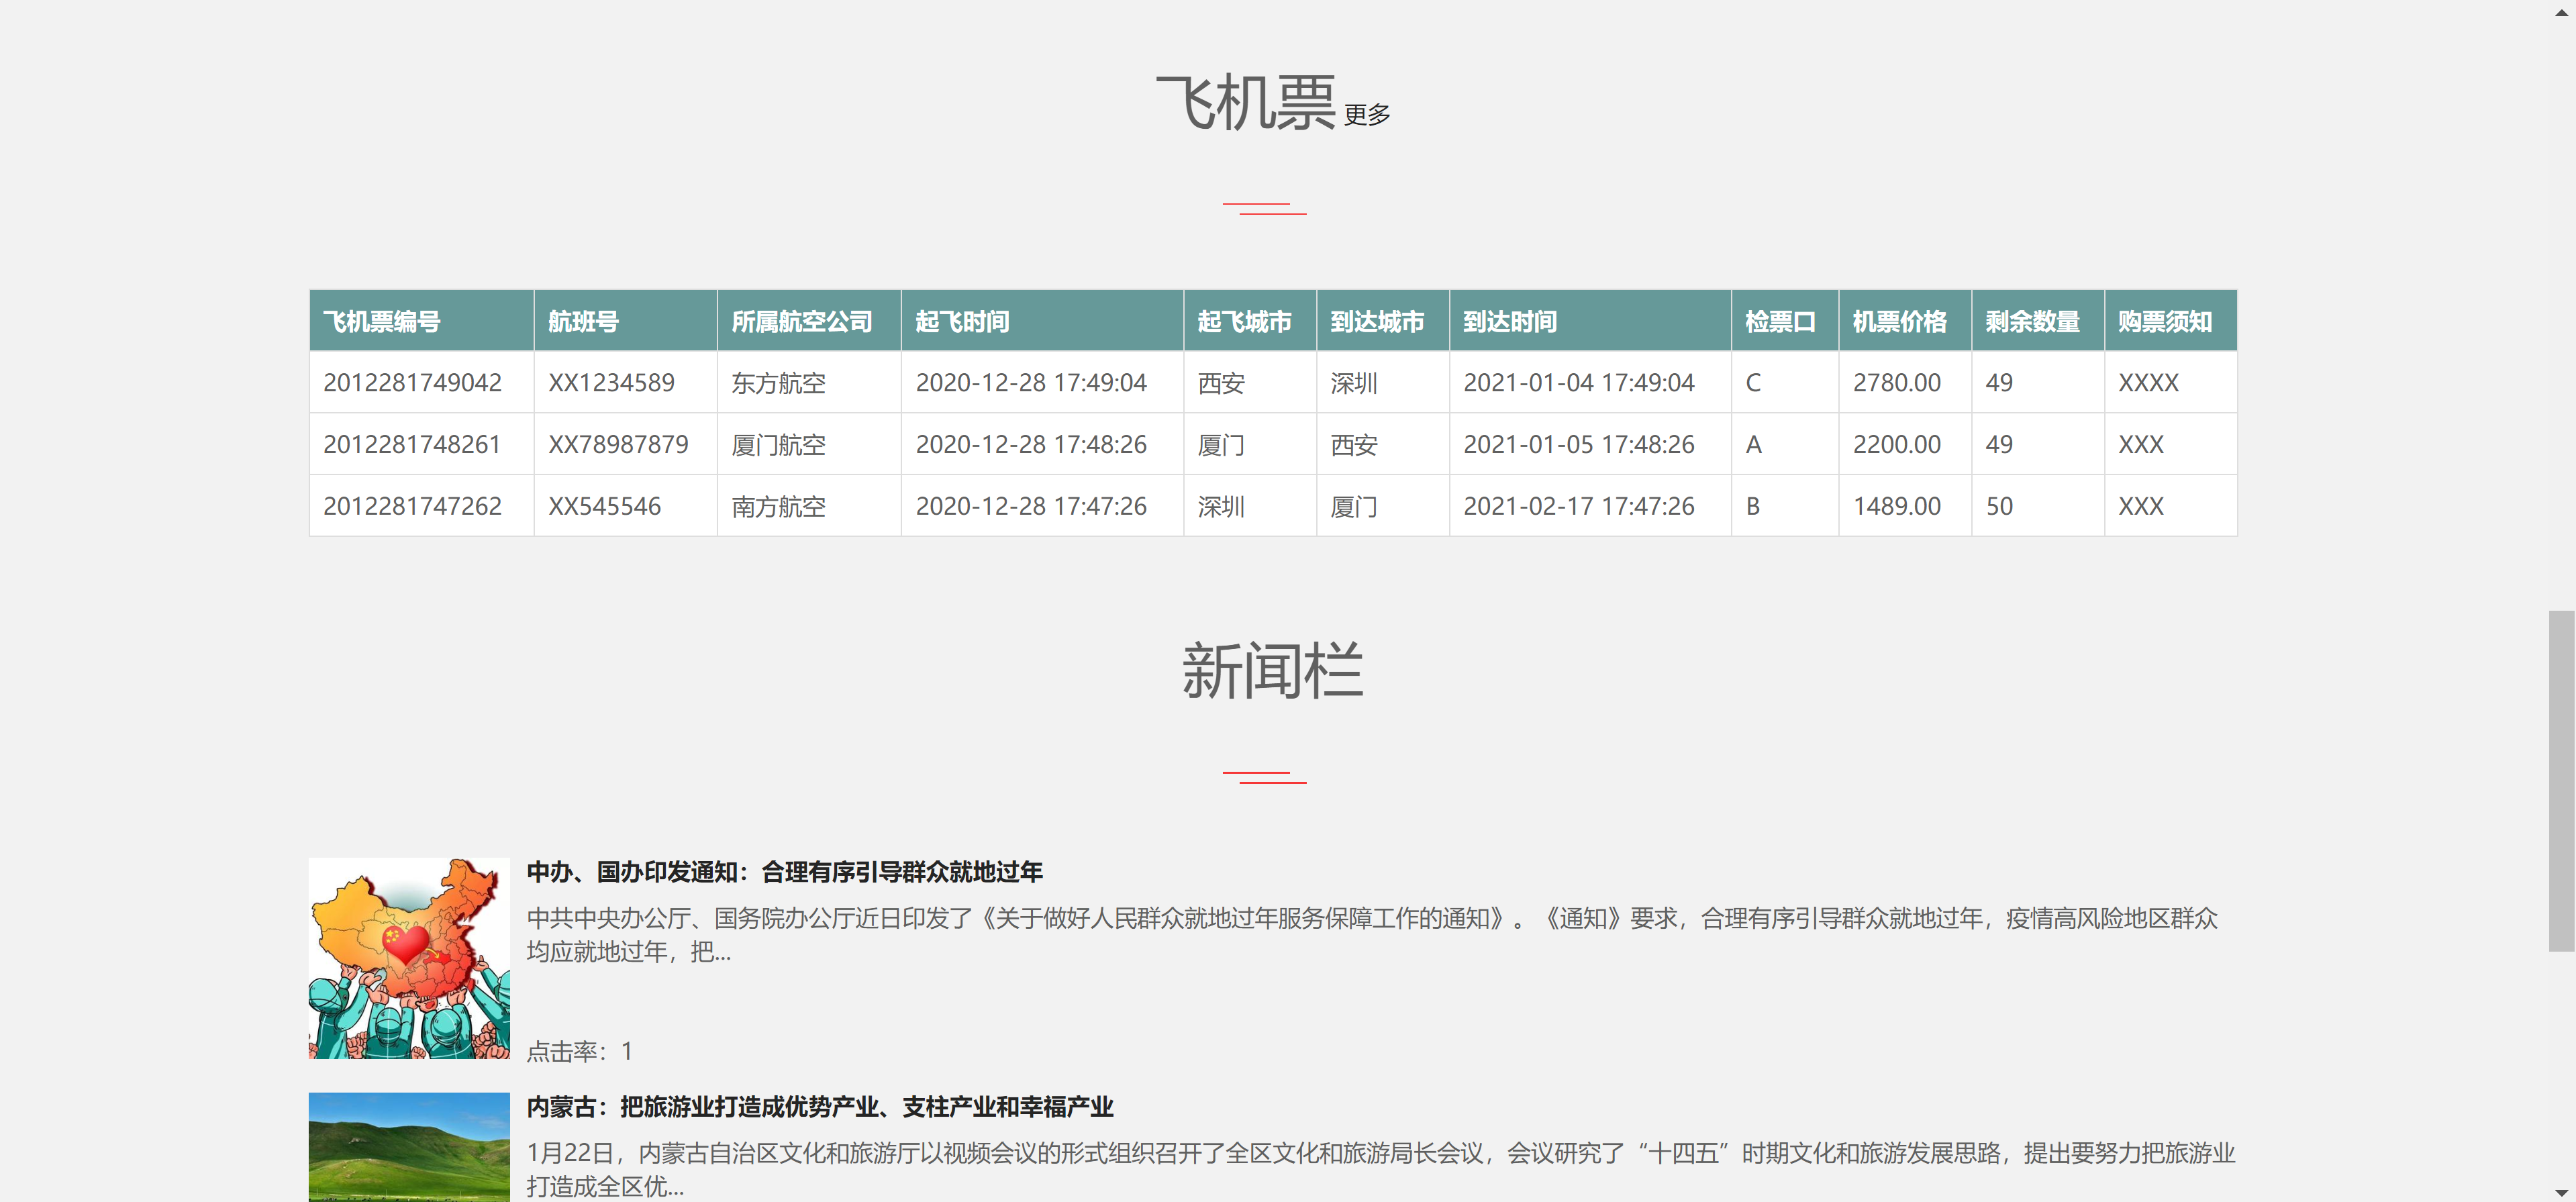 飞机票 更多
飞机票编号 航班号 所属航空公司 起飞时间 起飞城市 到达城市 到达时间 检票口 机票价格 剩余数量 购票须知
2012281749042 XX1234589 东方航空 2020-12-28 17:49:04 西安 深圳 2021-01-04 17:49:04 C 2780.00 49 XXXX
2012281748261 XX78987879 厦门航空 2020-12-28 17:48:26 厦门 西安 2021-01-05 17:48:26 A 2200.00 49 XXX
2012281747262 XX545546 南方航空 2020-12-28 17:47:26 深圳 厦门 2021-02-17 17:47:26 B 1489.00 50 XXX
新闻栏
中办、国办印发通知：合理有序引导群众就地过年
中共中央办公厅、国务院办公厅近日印发了《关于做好人民群众就地过年服务保障工作的通知》。《通知》要求，合理有序引导群众就地过年，疫情高风险地区群众
均应就地过年，把...
点击率：1
内蒙古：把旅游业打造成优势产业、支柱产业和幸福产业
1月22日，内蒙古自治区文化和旅游厅以视频会议的形式组织召开了全区文化和旅游局长会议，会议研究了“十四五”时期文化和旅游发展思路，提出要努力把旅游业
打造成全区优...